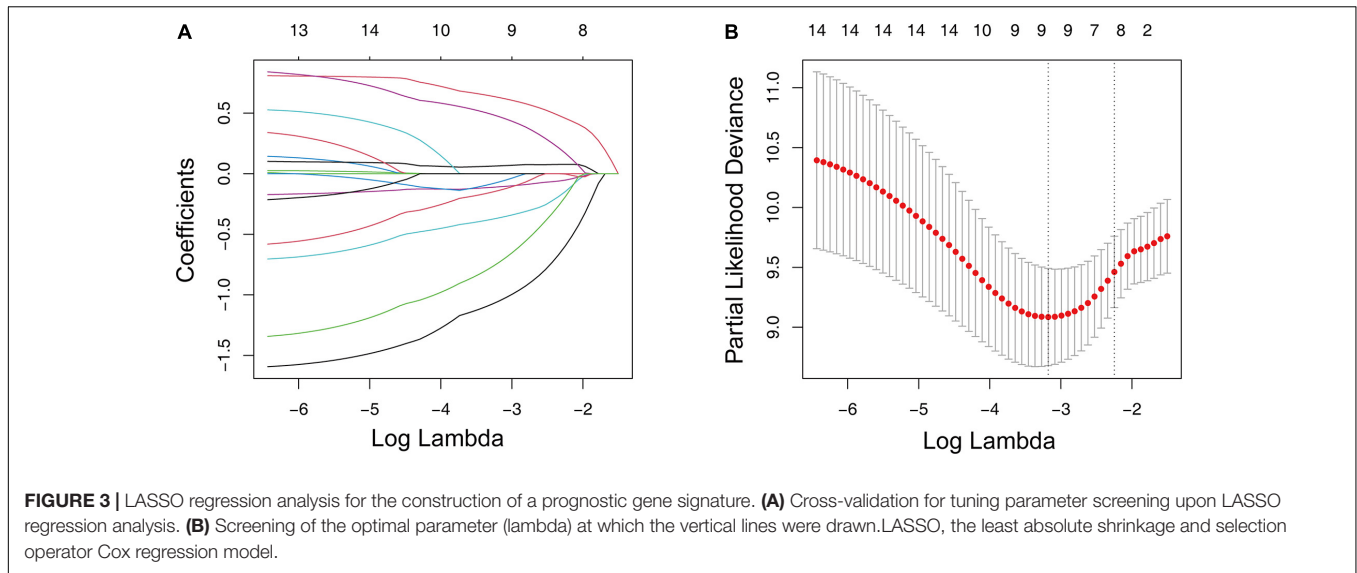 A
13 14 10 9 8
0.5
0.0
−0.5
−1.0
−1.5
Coefficients
−6 −5 −4 −3 −2
Log Lambda
B
14 14 14 14 14 10 9 9 9 7 8 2
11.0
10.5
10.0
9.5
9.0
Partial Likelihood Deviance
−6 −5 −4 −3 −2
Log Lambda
FIGURE 3 | LASSO regression analysis for the construction of a prognostic gene signature. (A) Cross-validation for tuning parameter screening upon LASSO
regression analysis. (B) Screening of the optimal parameter (lambda) at which the vertical lines were drawn.LASSO, the least absolute shrinkage and selection
operator Cox regression model.